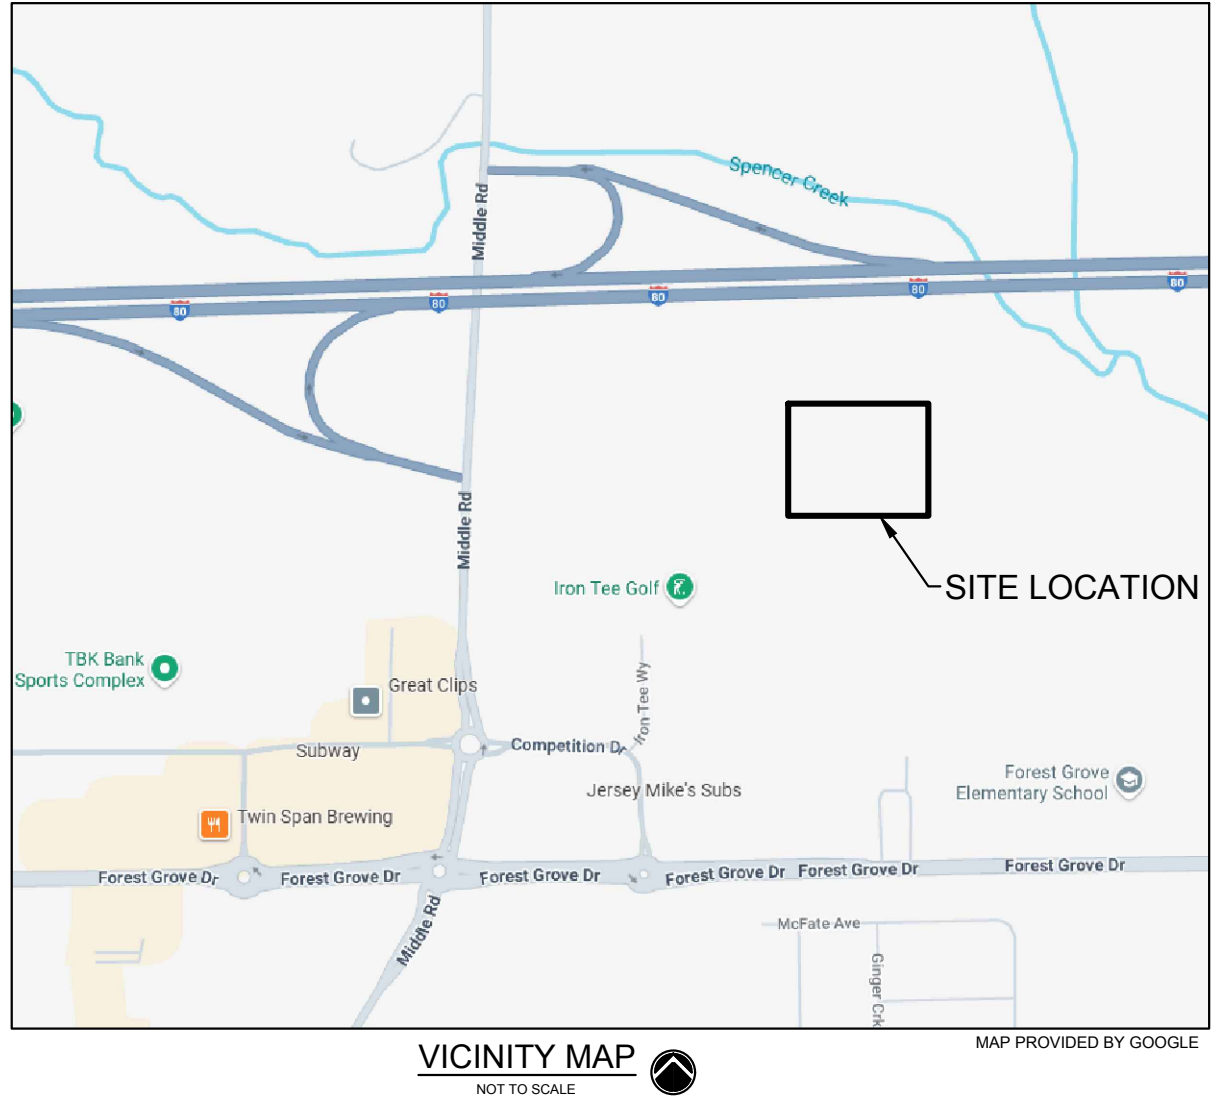 Spencer Creek
Middle Rd
80
80
80
80
80
Middle Rd
SITE LOCATION
Iron Tee Golf
TBK Bank
Sports Complex
Great Clips
Iron Tee Wy
Subway
Competition Dr
Jersey Mike's Subs
Forest Grove
Elementary School
Twin Span Brewing
Forest Grove Dr
Forest Grove Dr
Forest Grove Dr
Forest Grove Dr
Forest Grove Dr
Forest Grove Dr
Middle Rd
McFate Ave
Ginger Crk
MAP PROVIDED BY GOOGLE
VICINITY MAP
NOT TO SCALE